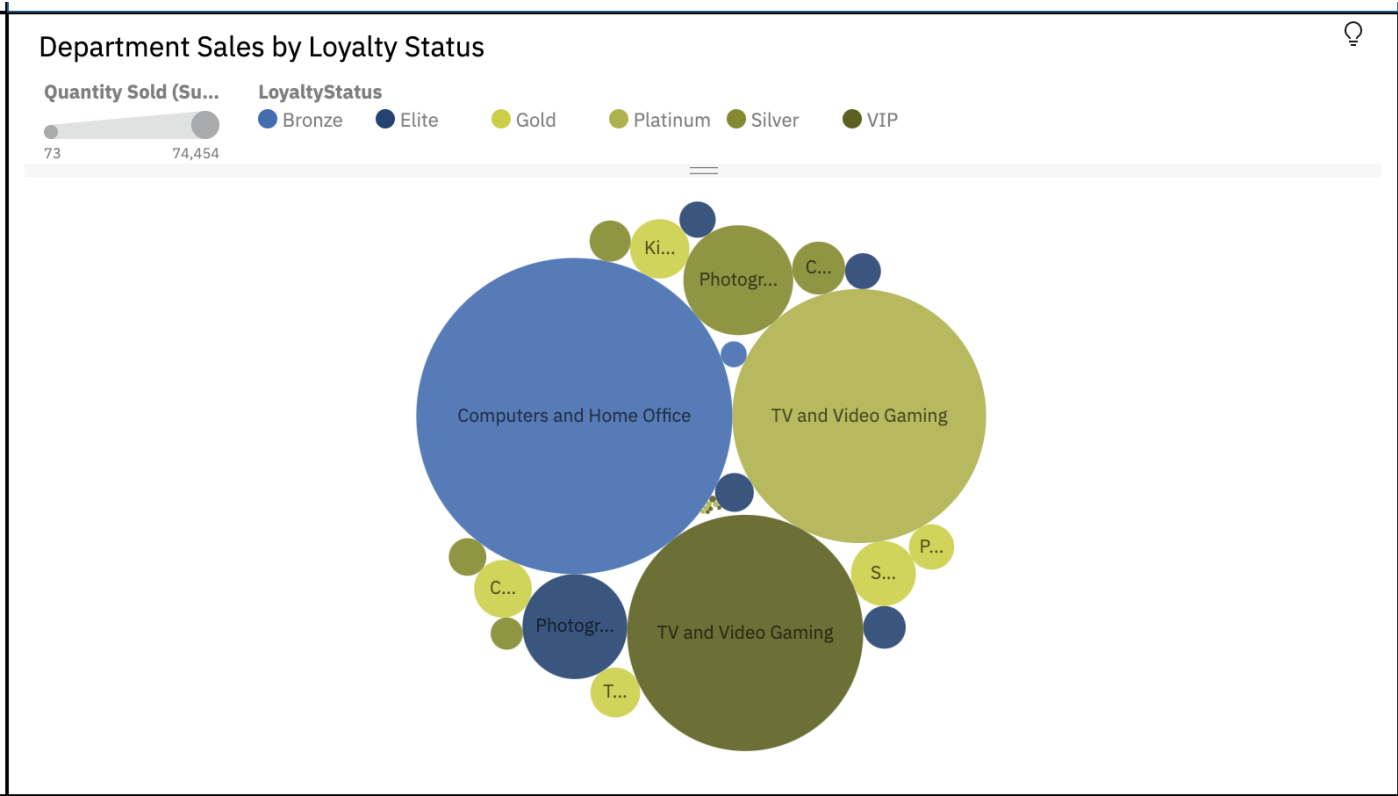 Department Sales by Loyalty Status
Quantity Sold (Su... LoyaltyStatus
Bronze Elite Gold Platinum Silver VIP
73 74,454
Ki...
Photogr... C...
Computers and Home Office TV and Video Gaming
P...
S...
C...
Photogr... TV and Video Gaming
T...